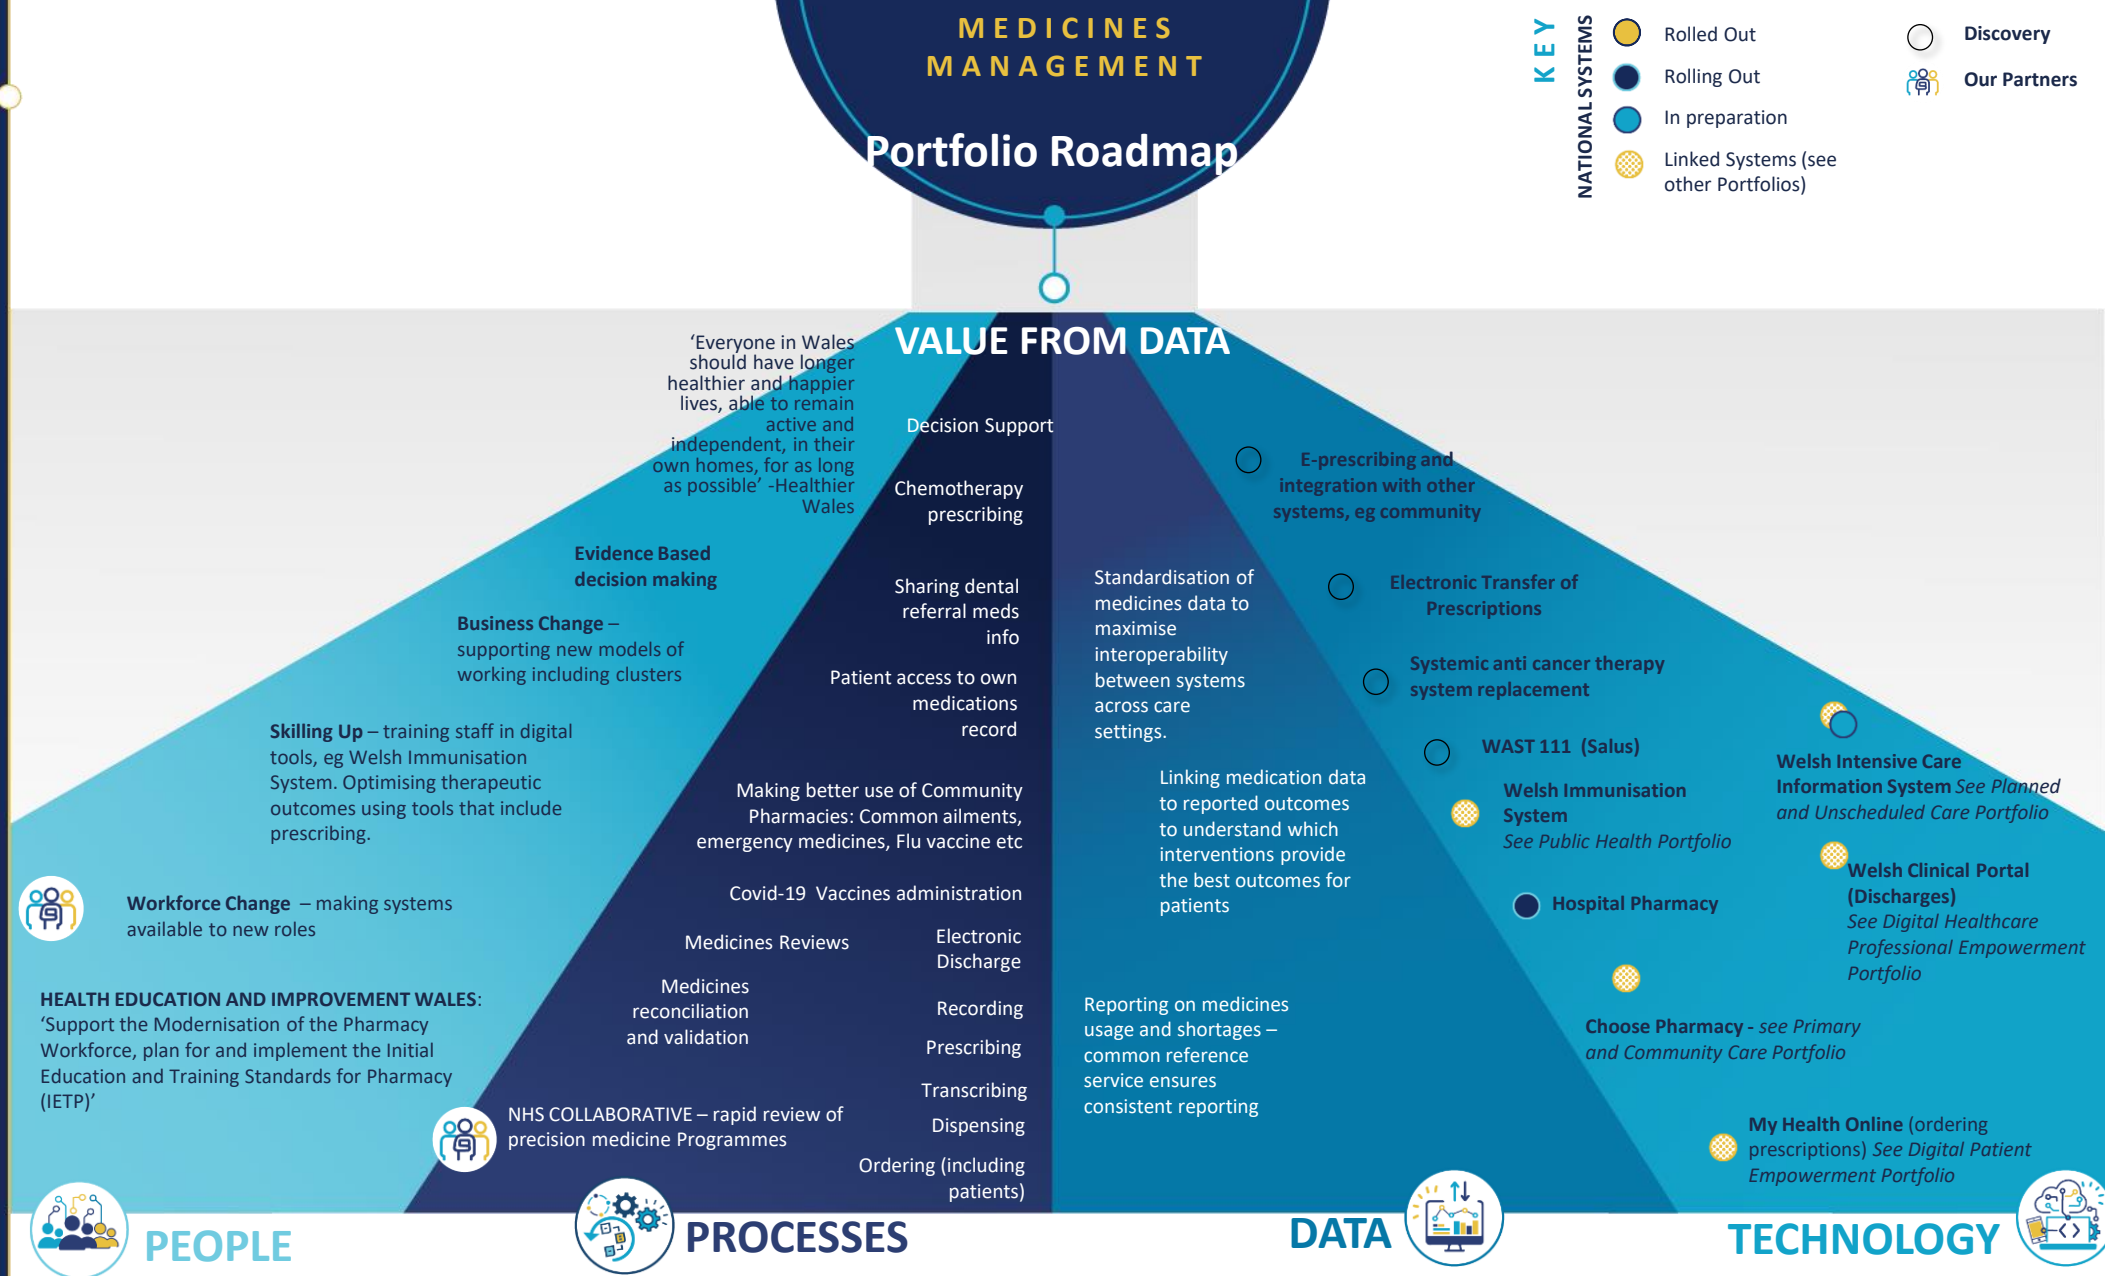 MEDICINES
MANAGEMENT
Portfolio Roadmap
KEY
NATIONAL SYSTEMS
Rolled Out
Rolling Out
In preparation
Linked Systems (see
other Portfolios)
Discovery
Our Partners
VALUE FROM DATA
‘Everyone in Wales
should have longer
healthier and happier
lives, able to remain
active and
independent, in their
own homes, for as long
as possible’ -Healthier
Wales
Evidence Based
decision making
Business Change –
supporting new models of
working including clusters
Skilling Up – training staff in digital
tools, eg Welsh Immunisation
System. Optimising therapeutic
outcomes using tools that include
prescribing.
Workforce Change – making systems
available to new roles
HEALTH EDUCATION AND IMPROVEMENT WALES:
‘Support the Modernisation of the Pharmacy
Workforce, plan for and implement the Initial
Education and Training Standards for Pharmacy
(IETP)’
PEOPLE
Decision Support
Chemotherapy
prescribing
Sharing dental
referral meds
info
Patient access to own
medications
record
Making better use of Community
Pharmacies: Common ailments,
emergency medicines, Flu vaccine etc
Covid-19 Vaccines administration
Medicines Reviews
Electronic
Discharge
Medicines
reconciliation
and validation
Recording
Prescribing
Transcribing
Dispensing
Ordering (including
patients)
NHS COLLABORATIVE – rapid review of
precision medicine Programmes
PROCESSES
Standardisation of
medicines data to
maximise
interoperability
between systems
across care
settings.
Linking medication data
to reported outcomes
to understand which
interventions provide
the best outcomes for
patients
Reporting on medicines
usage and shortages –
common reference
service ensures
consistent reporting
DATA
E-prescribing and
integration with other
systems, eg community
Electronic Transfer of
Prescriptions
Systemic anti cancer therapy
system replacement
WAST 111 (Salus)
Welsh Immunisation
System
See Public Health Portfolio
Hospital Pharmacy
Welsh Intensive Care
Information System See Planned
and Unscheduled Care Portfolio
Welsh Clinical Portal
(Discharges)
See Digital Healthcare
Professional Empowerment
Portfolio
Choose Pharmacy - see Primary
and Community Care Portfolio
My Health Online (ordering
prescriptions) See Digital Patient
Empowerment Portfolio
TECHNOLOGY